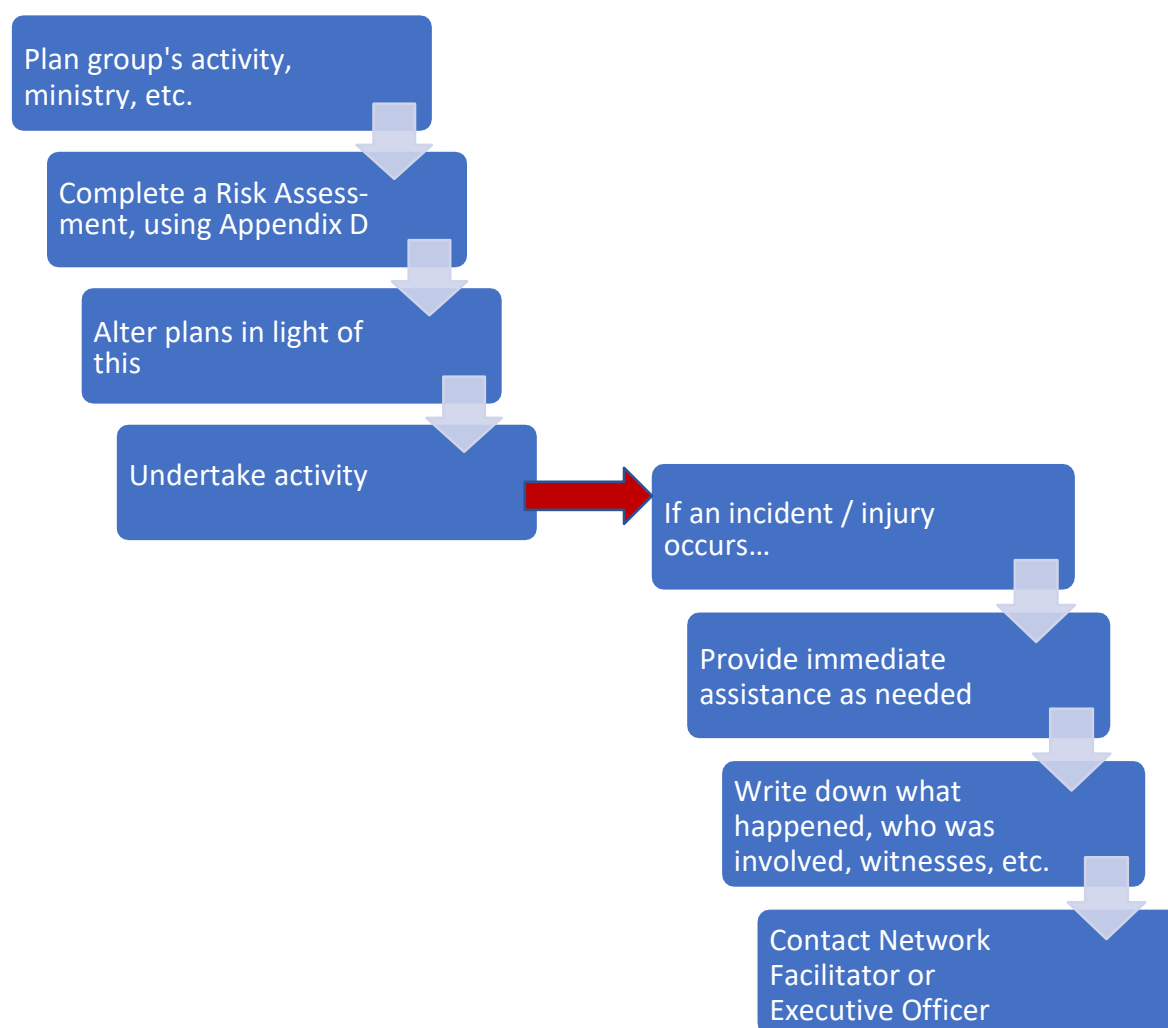 Plan group's activity,
ministry, etc.
Complete a Risk Assess-
ment, using Appendix D
Alter plans in light of
this
Undertake activity
If an incident / injury
occurs…
Provide immediate
assistance as needed
Write down what
happened, who was
involved, witnesses, etc.
Contact Network
Facilitator or
Executive Officer